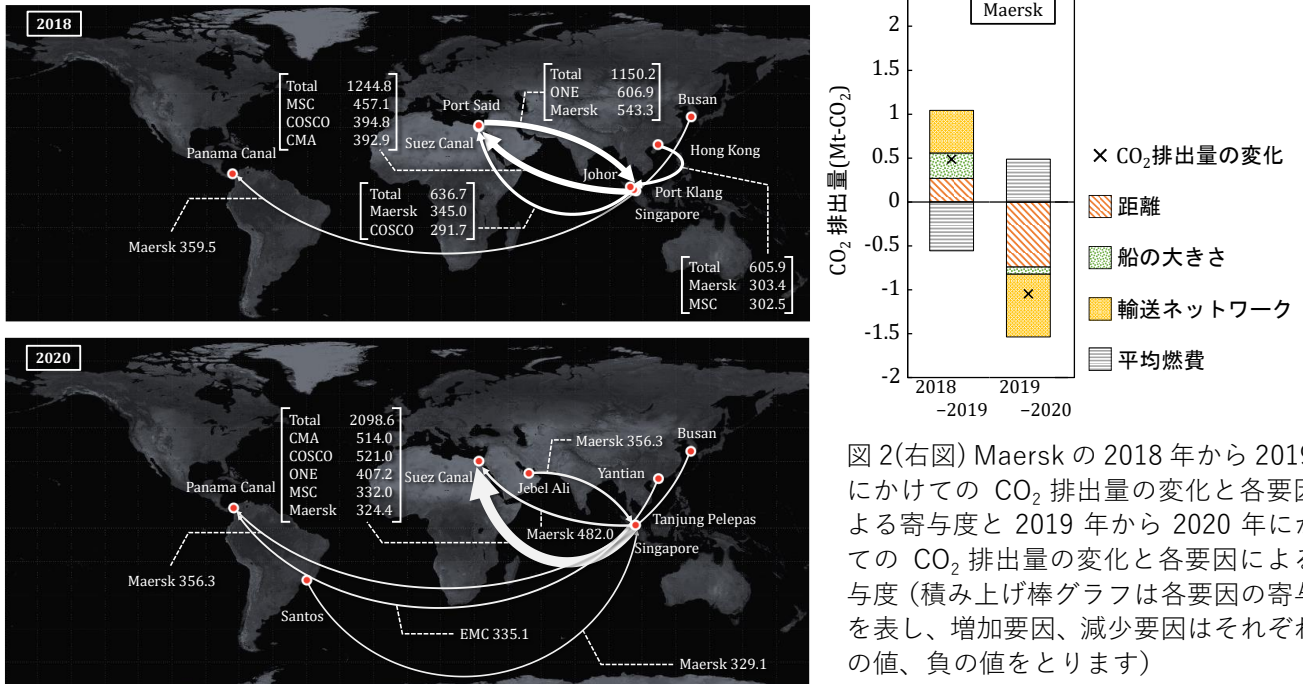 2018
Total 1244.8
MSC 457.1
COSCO 394.8
CMA 392.9
Total 1150.2
ONE 606.9
Maersk 543.3
Port Said
Busan
Suez Canal
Hong Kong
Panama Canal
Johor
Port Klang
Singapore
Total 636.7
Maersk 345.0
COSCO 291.7
Maersk 359.5
Total 605.9
Maersk 303.4
MSC 302.5
2020
Total 2098.6
CMA 514.0
COSCO 521.0
ONE 407.2
MSC 332.0
Maersk 324.4
Maersk 356.3
Busan
Suez Canal
Yantian
Jebel Ali
Panama Canal
Tanjung Pelepas
Maersk 482.0
Singapore
Maersk 356.3
Santos
EMC 335.1
Maersk 329.1
Maersk
CO₂ 排出量(Mt-CO₂)
2
1.5
1
0.5
0
-0.5
-1
-1.5
-2
2018
–2019
2019
–2020
× CO₂排出量の変化
距離
船の大きさ
輸送ネットワーク
平均燃費
図 2(右図) Maersk の 2018 年から 2019
にかけての CO₂ 排出量の変化と各要因
よる寄与度と 2019 年から 2020 年にか
ての CO₂ 排出量の変化と各要因による
与度 (積み上げ棒グラフは各要因の寄与
を表し、増加要因、減少要因はそれぞれ
の値、負の値をとります)